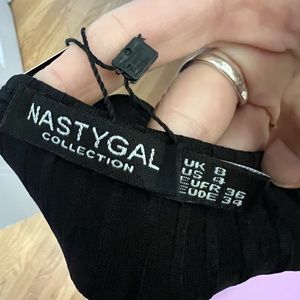 NASTYGAL
COLLECTION
UK 8
US 4
EUFR 36
EUDE 34